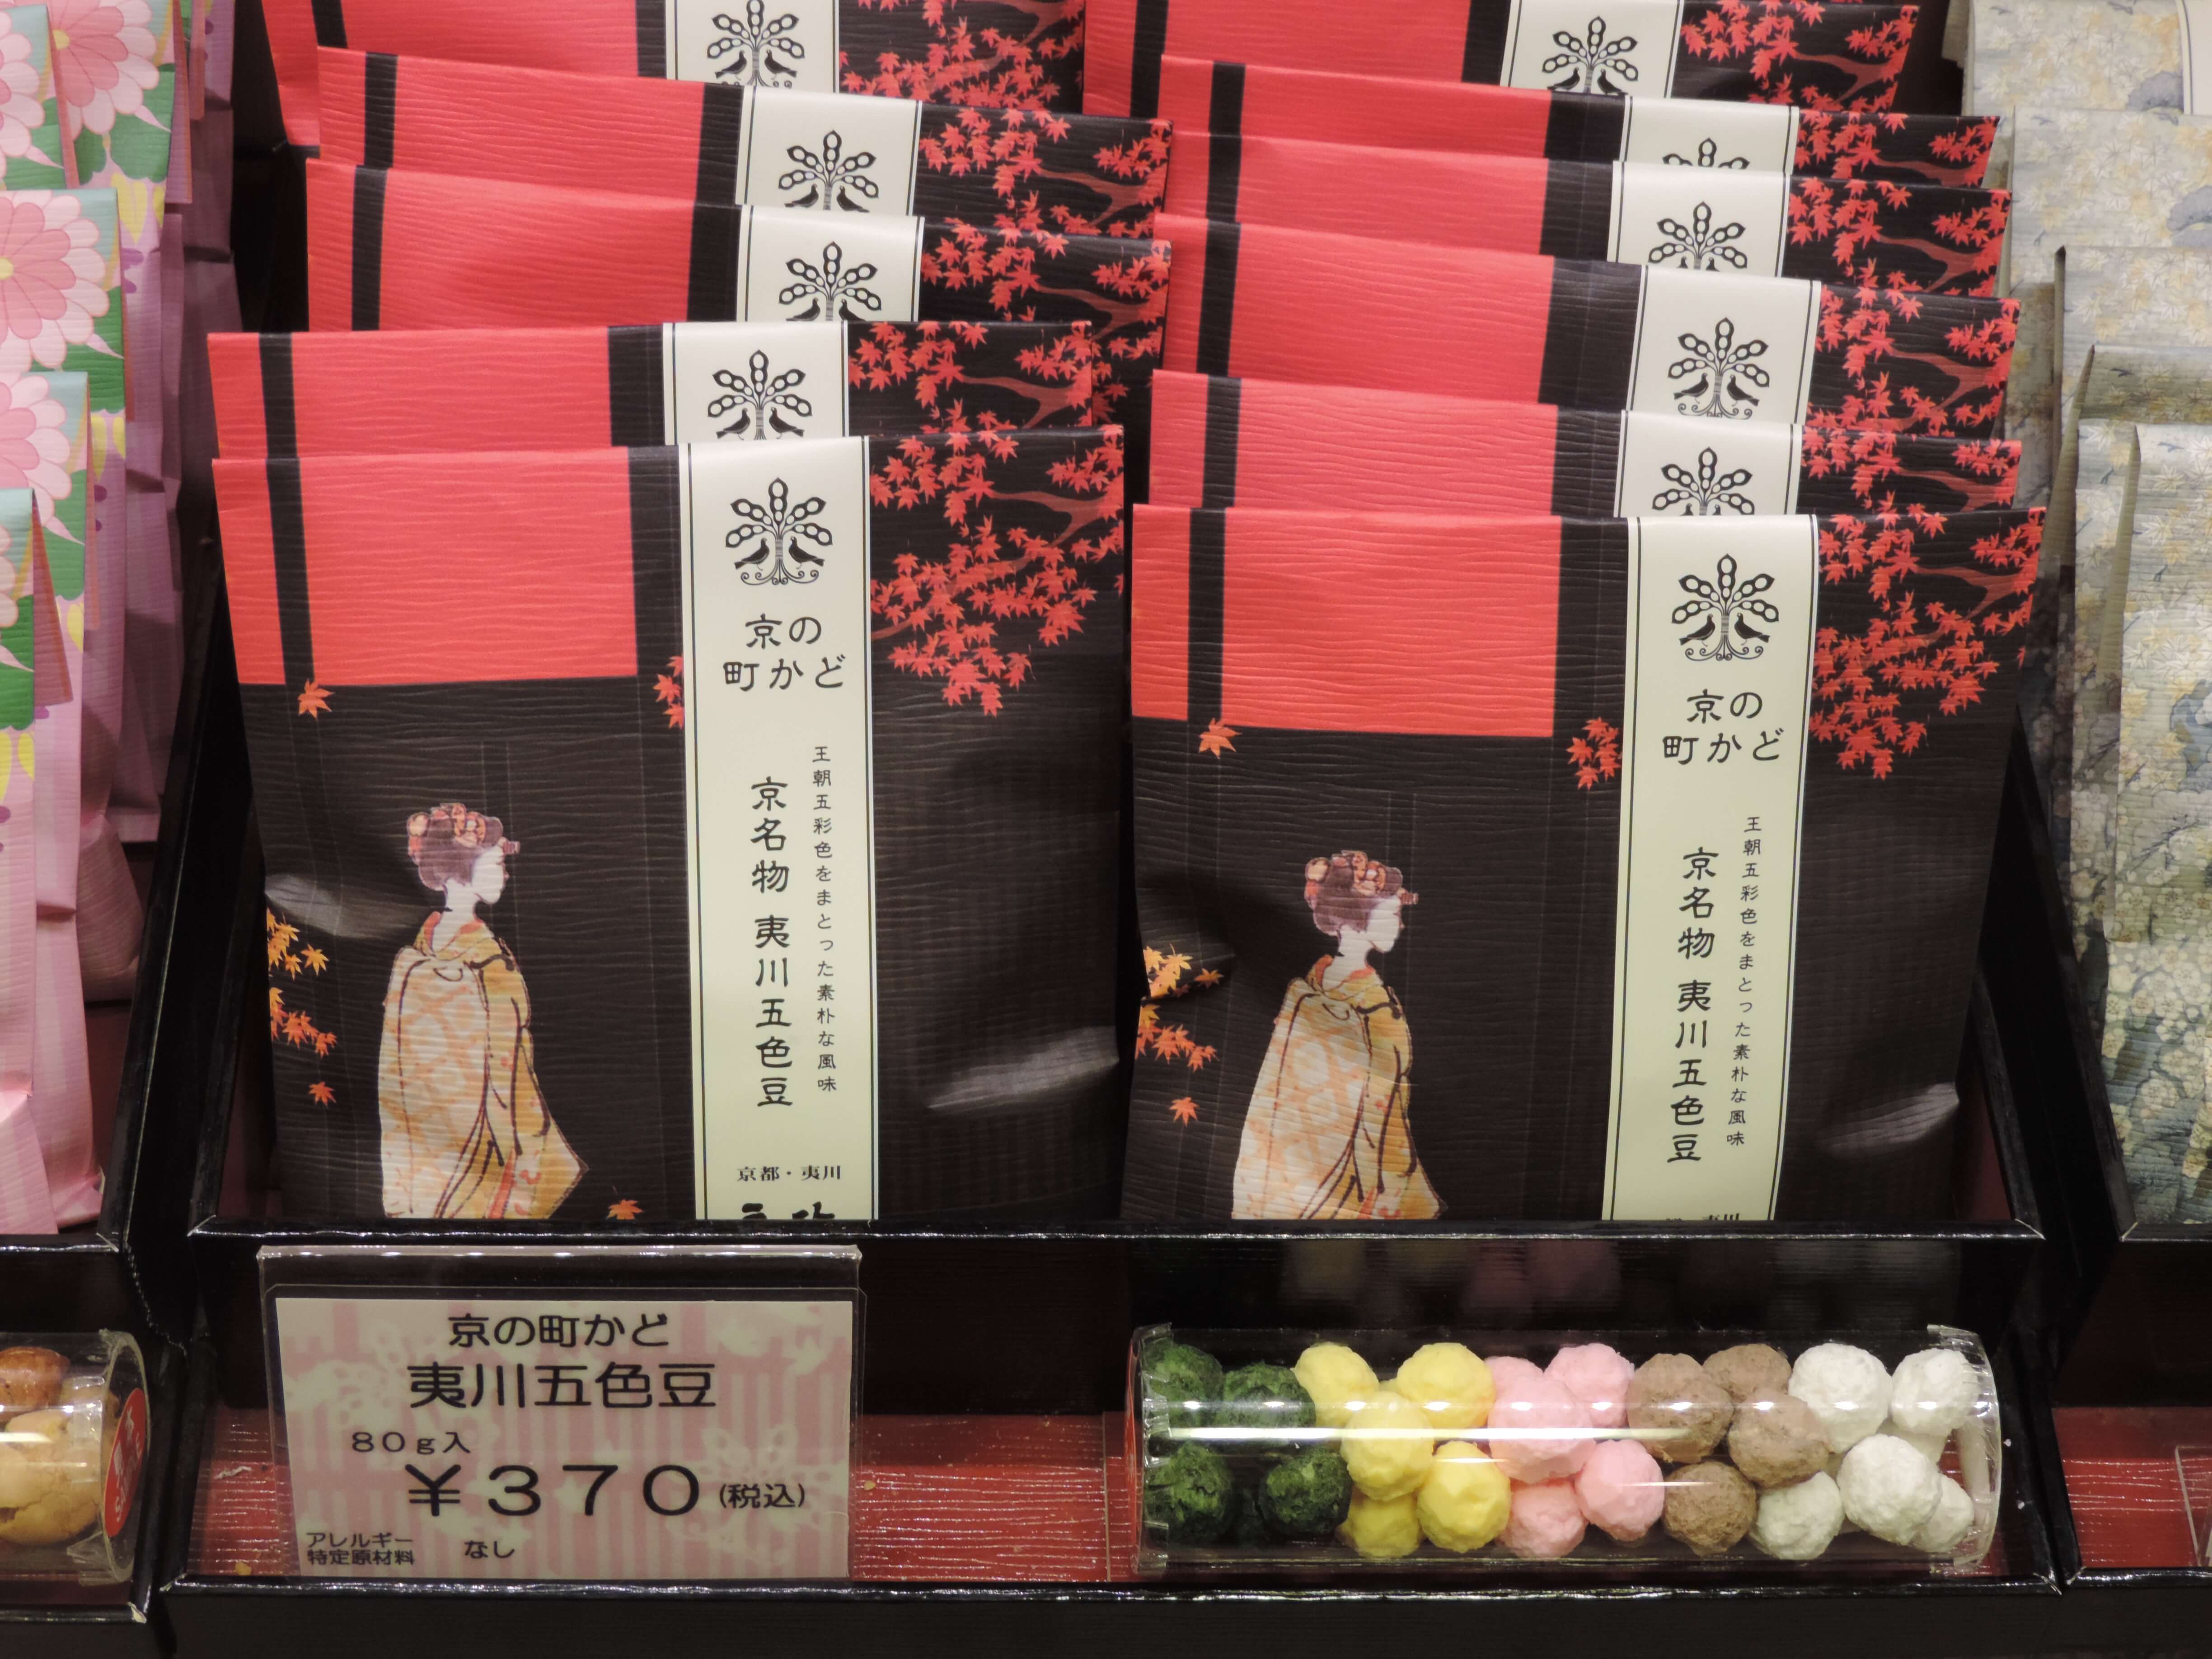 京の
町かど
王朝五彩色をまとった素朴な風味
京名物 夷川五色豆
京都・夷川
京の
町かど
王朝五彩色をまとった素朴な風味
京名物 夷川五色豆
夷川
京の町かど
夷川五色豆
80g入
¥370(税込)
アレルギー
特定原材料 なし